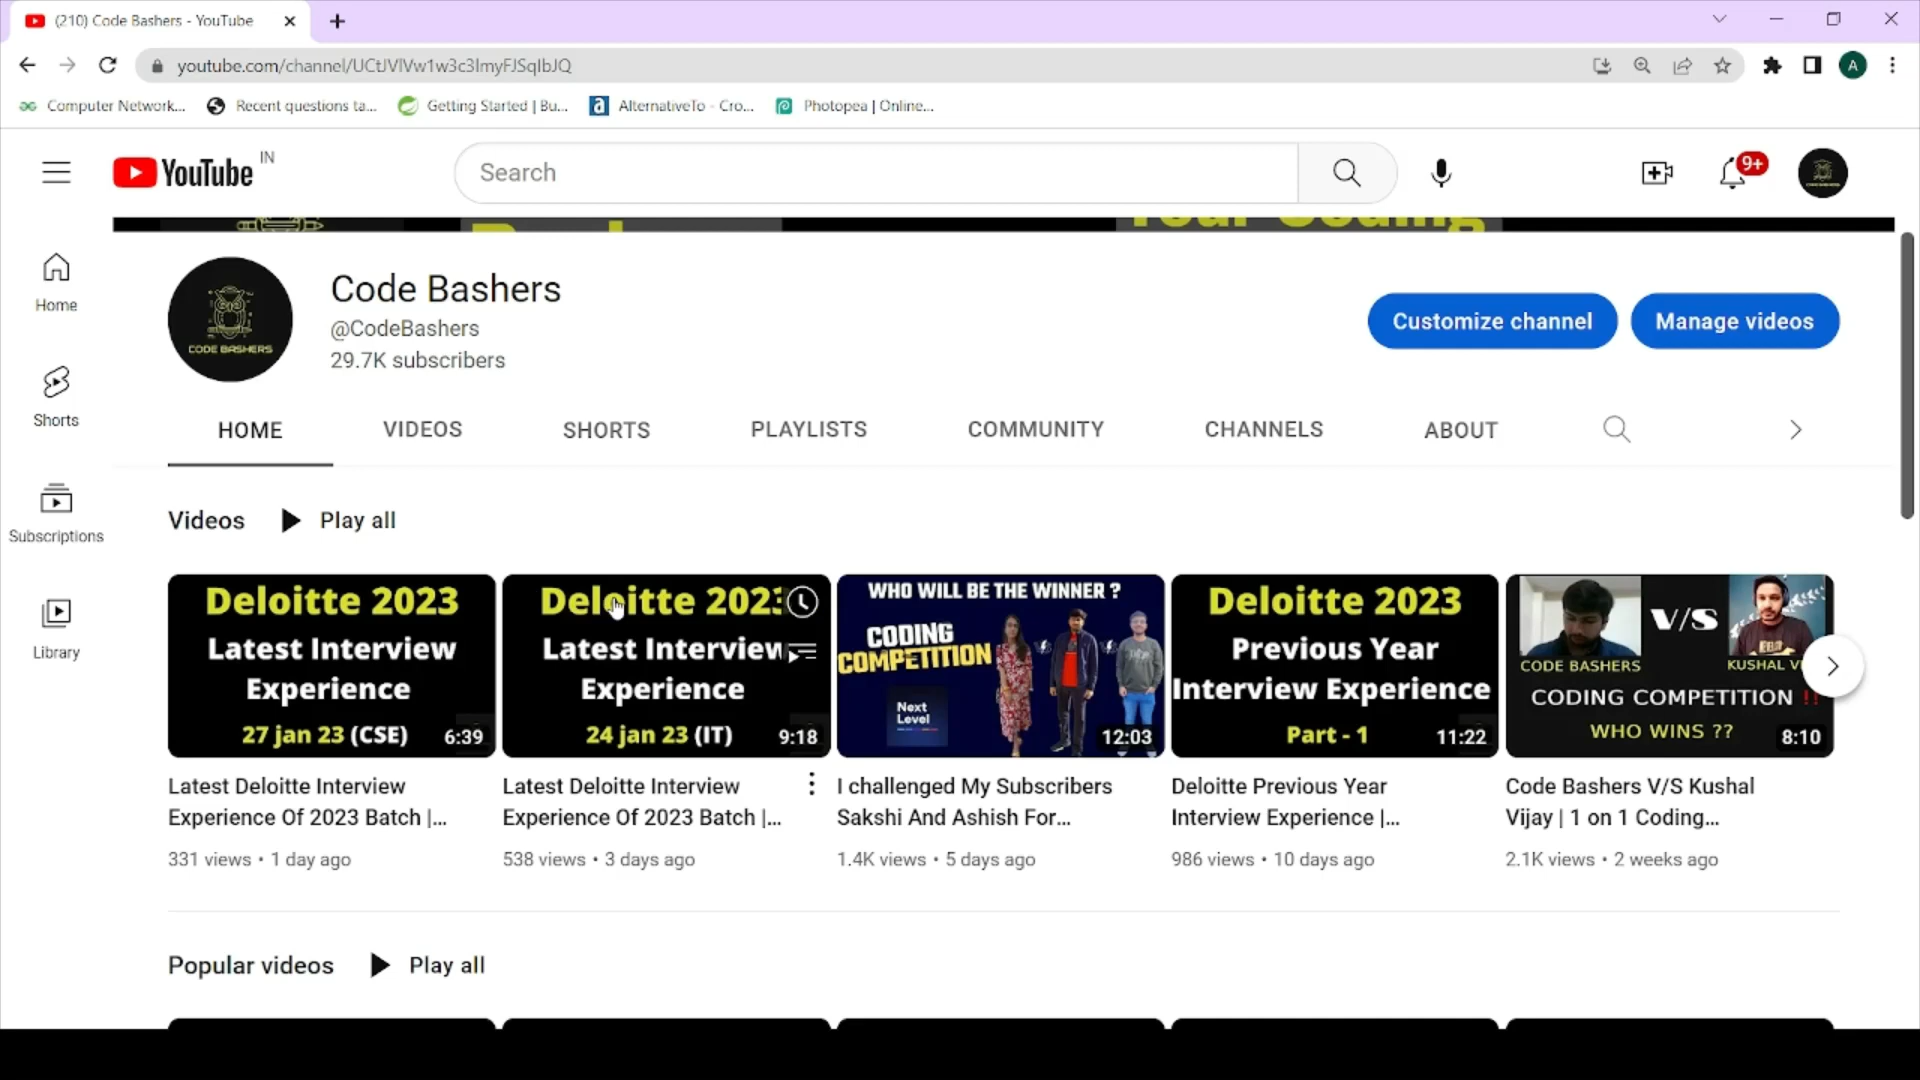 (210) Code Bashers - YouTube
youtube.com/channel/UCtJVlVw1w3c3lmyFJSqlbJQ
A
Computer Network...
Recent questions ta...
Getting Started | Bu...
AlternativeTo - Cro...
Photopea | Online...
YouTube IN
Search
9+
Your Coding
Home
Shorts
Subscriptions
Library
CODE BASHERS
Code Bashers
@CodeBashers
29.7K subscribers
Customize channel
Manage videos
HOME
VIDEOS
SHORTS
PLAYLISTS
COMMUNITY
CHANNELS
ABOUT
Videos
Play all
Deloitte 2023
Latest Interview
Experience
27 jan 23 (CSE)
6:39
Latest Deloitte Interview
Experience Of 2023 Batch |...
331 views • 1 day ago
Deloitte 2023
Latest Interview
Experience
24 jan 23 (IT)
9:18
Latest Deloitte Interview
Experience Of 2023 Batch |...
538 views • 3 days ago
WHO WILL BE THE WINNER ?
CODING
COMPETITION
Next
Level
12:03
I challenged My Subscribers
Sakshi And Ashish For...
1.4K views • 5 days ago
Deloitte 2023
Previous Year
Interview Experience
Part - 1
11:22
Deloitte Previous Year
Interview Experience |...
986 views • 10 days ago
V/S
CODE BASHERS
KUSHAL VI
CODING COMPETITION !!
WHO WINS ??
8:10
Code Bashers V/S Kushal
Vijay | 1 on 1 Coding...
2.1K views • 2 weeks ago
Popular videos
Play all